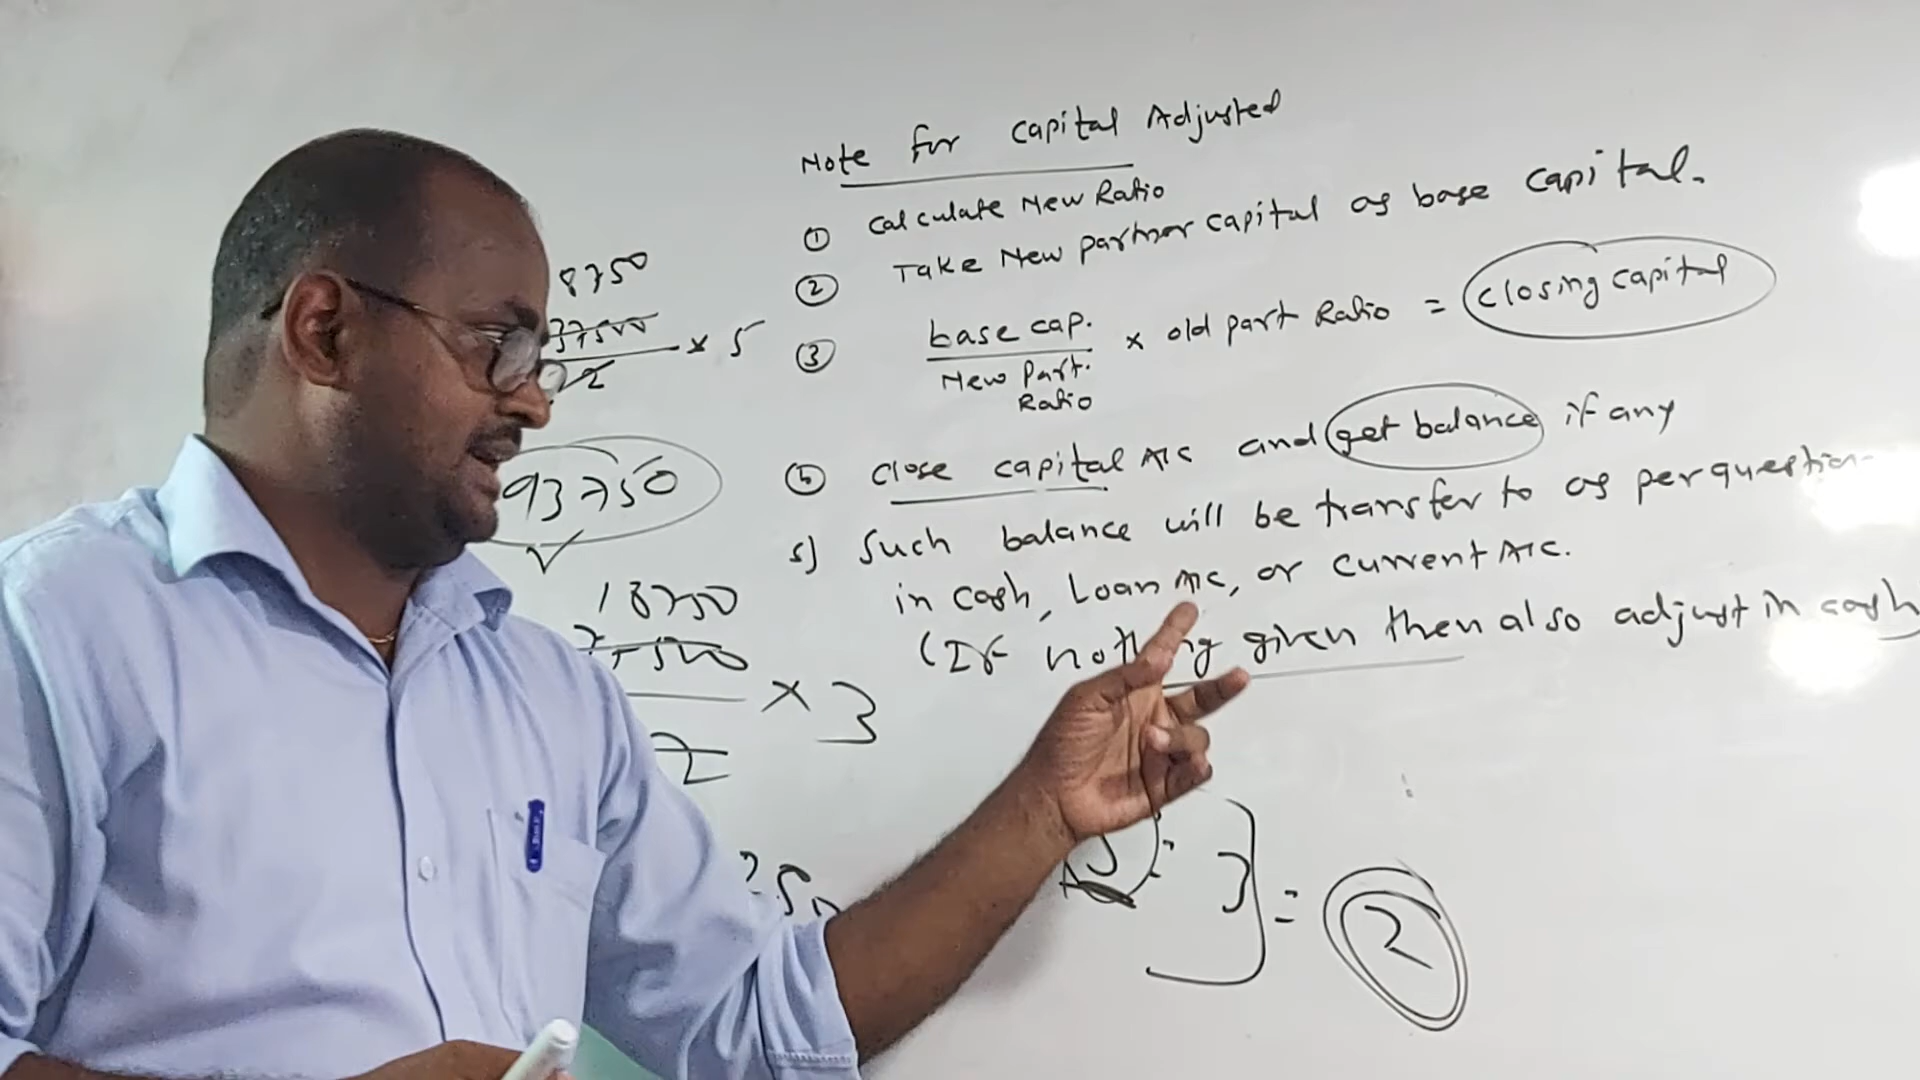 Note for Capital Adjusted
① Calculate New Ratio
② Take New partner capital as base capital.
③ base cap. / New Part. Ratio × old part Ratio = closing capital
④ close capital A/c and get balance if any
5) Such balance will be transfer to as per question
in cash, Loan A/c, or Current A/c.
(If nothing given then also adjust in cash
8750
37500 × 5
2
93750
18750
× 3
2
3 = 2